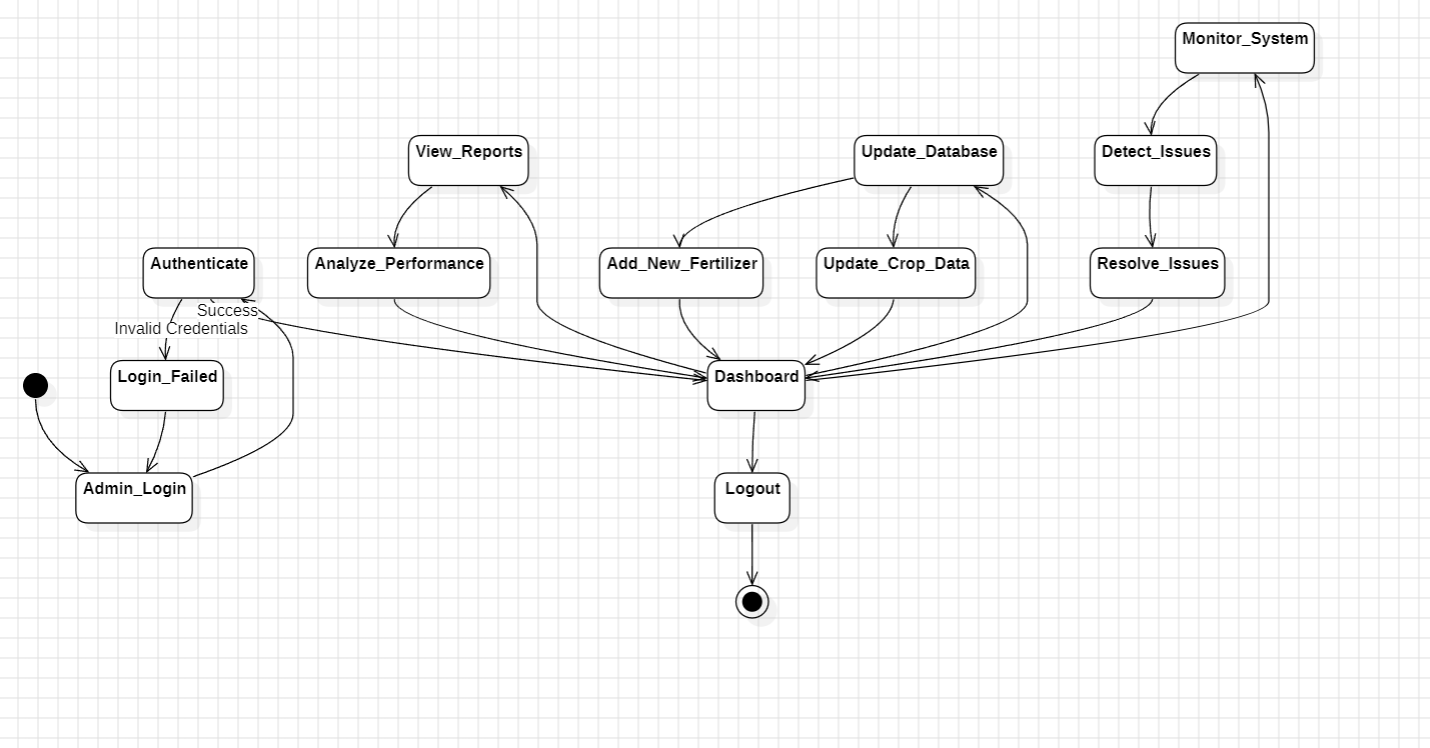 Monitor_System
View_Reports
Update_Database
Detect_Issues
Authenticate
Analyze_Performance
Add_New_Fertilizer
Update_Crop_Data
Resolve_Issues
Success
Invalid Credentials
Login_Failed
Dashboard
Admin_Login
Logout